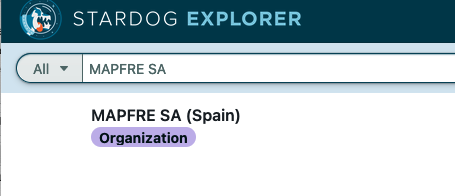 STARDOG EXPLORER
All MAPFRE SA
MAPFRE SA (Spain)
Organization